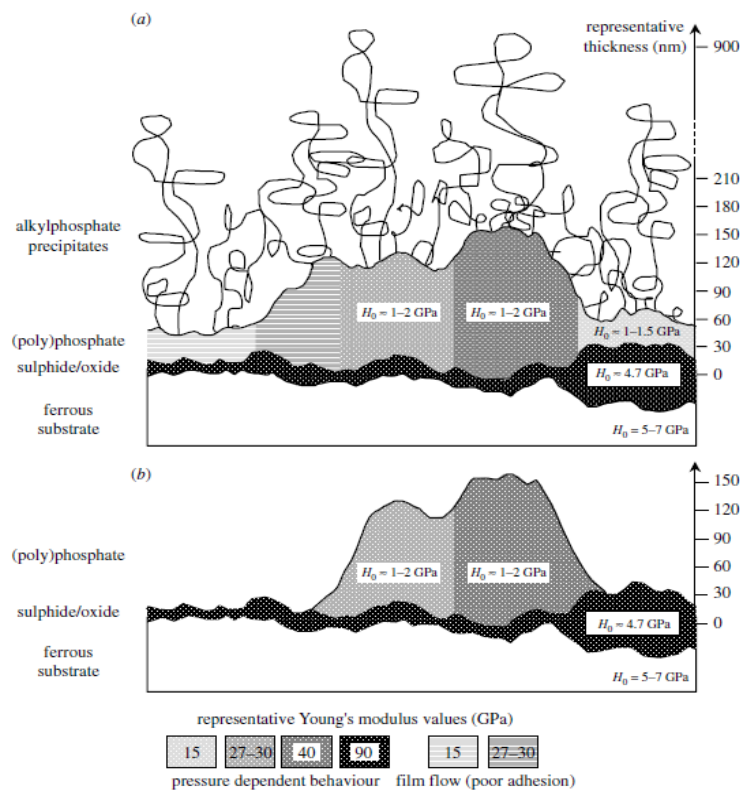 (a)
representative
thickness (nm)
900
210
180
150
120
90
60
30
0
alkylphosphate
precipitates
(poly)phosphate
sulphide/oxide
ferrous
substrate
H₀ ≈ 1–2 GPa
H₀ ≈ 1–2 GPa
H₀ ≈ 1–1.5 GPa
H₀ ≈ 4.7 GPa
H₀ = 5–7 GPa
(b)
150
120
90
60
30
0
(poly)phosphate
sulphide/oxide
ferrous
substrate
H₀ ≈ 1–2 GPa
H₀ ≈ 1–2 GPa
H₀ ≈ 4.7 GPa
H₀ = 5–7 GPa
representative Young's modulus values (GPa)
15 27–30 40 90 15 27–30
pressure dependent behaviour film flow (poor adhesion)